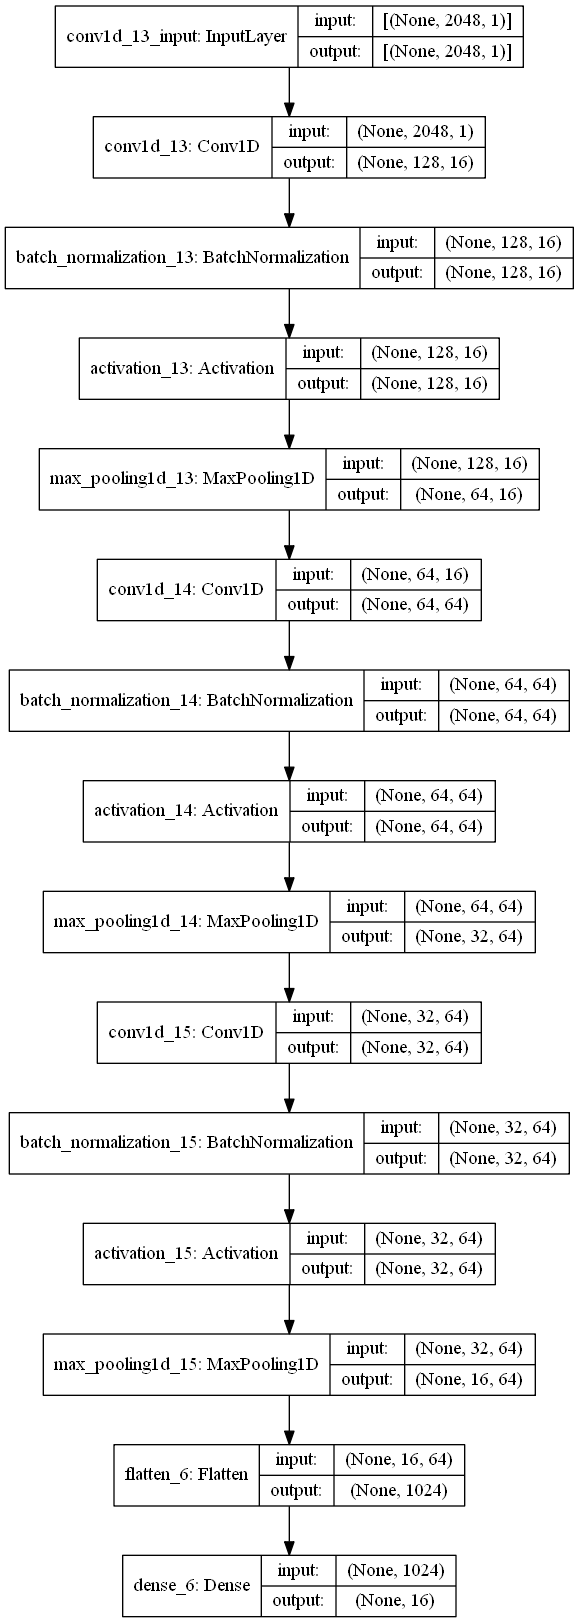 conv1d_13_input: InputLayer
input: [(None, 2048, 1)]
output: [(None, 2048, 1)]
conv1d_13: Conv1D
input: (None, 2048, 1)
output: (None, 128, 16)
batch_normalization_13: BatchNormalization
input: (None, 128, 16)
output: (None, 128, 16)
activation_13: Activation
input: (None, 128, 16)
output: (None, 128, 16)
max_pooling1d_13: MaxPooling1D
input: (None, 128, 16)
output: (None, 64, 16)
conv1d_14: Conv1D
input: (None, 64, 16)
output: (None, 64, 64)
batch_normalization_14: BatchNormalization
input: (None, 64, 64)
output: (None, 64, 64)
activation_14: Activation
input: (None, 64, 64)
output: (None, 64, 64)
max_pooling1d_14: MaxPooling1D
input: (None, 64, 64)
output: (None, 32, 64)
conv1d_15: Conv1D
input: (None, 32, 64)
output: (None, 32, 64)
batch_normalization_15: BatchNormalization
input: (None, 32, 64)
output: (None, 32, 64)
activation_15: Activation
input: (None, 32, 64)
output: (None, 32, 64)
max_pooling1d_15: MaxPooling1D
input: (None, 32, 64)
output: (None, 16, 64)
flatten_6: Flatten
input: (None, 16, 64)
output: (None, 1024)
dense_6: Dense
input: (None, 1024)
output: (None, 16)